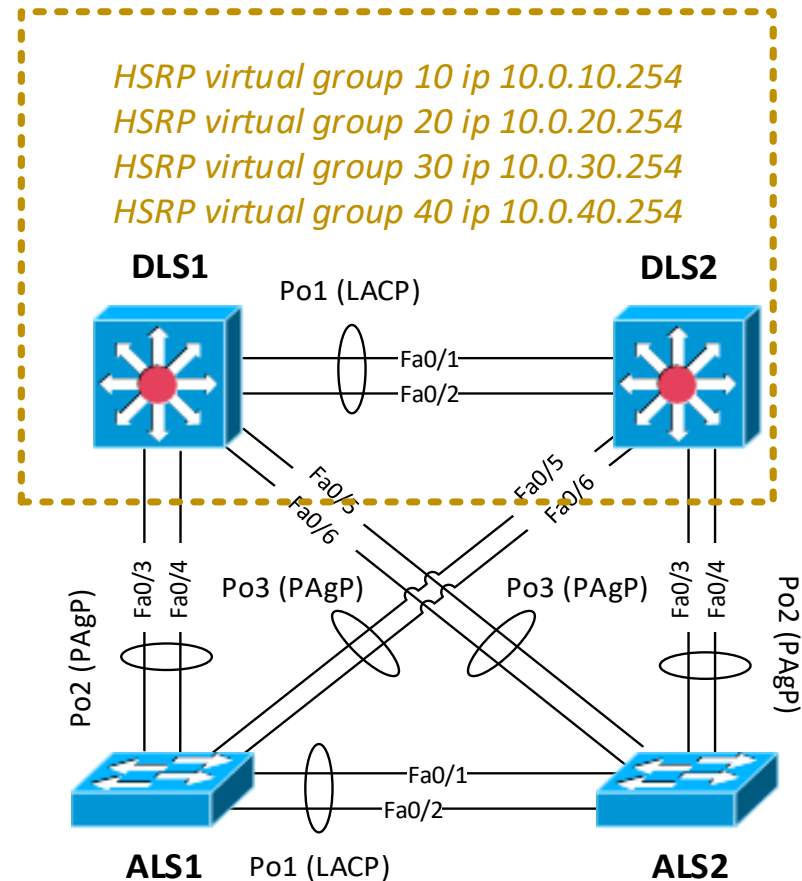 HSRP virtual group 10 ip 10.0.10.254
HSRP virtual group 20 ip 10.0.20.254
HSRP virtual group 30 ip 10.0.30.254
HSRP virtual group 40 ip 10.0.40.254
DLS1
DLS2
Po1 (LACP)
Fa0/1
Fa0/2
Fa0/5
Fa0/6
Fa0/5
Fa0/6
Fa0/3
Fa0/4
Po2 (PAgP)
Po3 (PAgP)
Po3 (PAgP)
Fa0/3
Fa0/4
Po2 (PAgP)
Fa0/1
Fa0/2
ALS1
Po1 (LACP)
ALS2